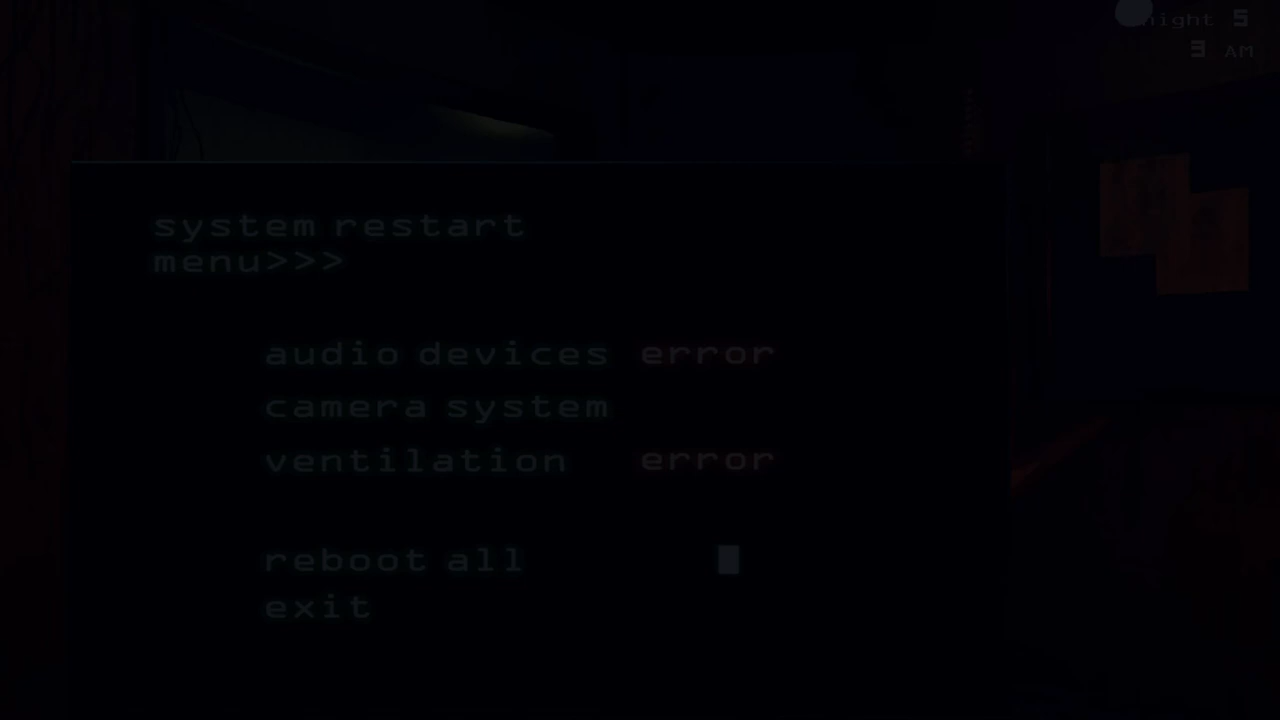 night 5
3 AM
system restart
menu>>>
audio devices error
camera system
ventilation error
reboot all
exit